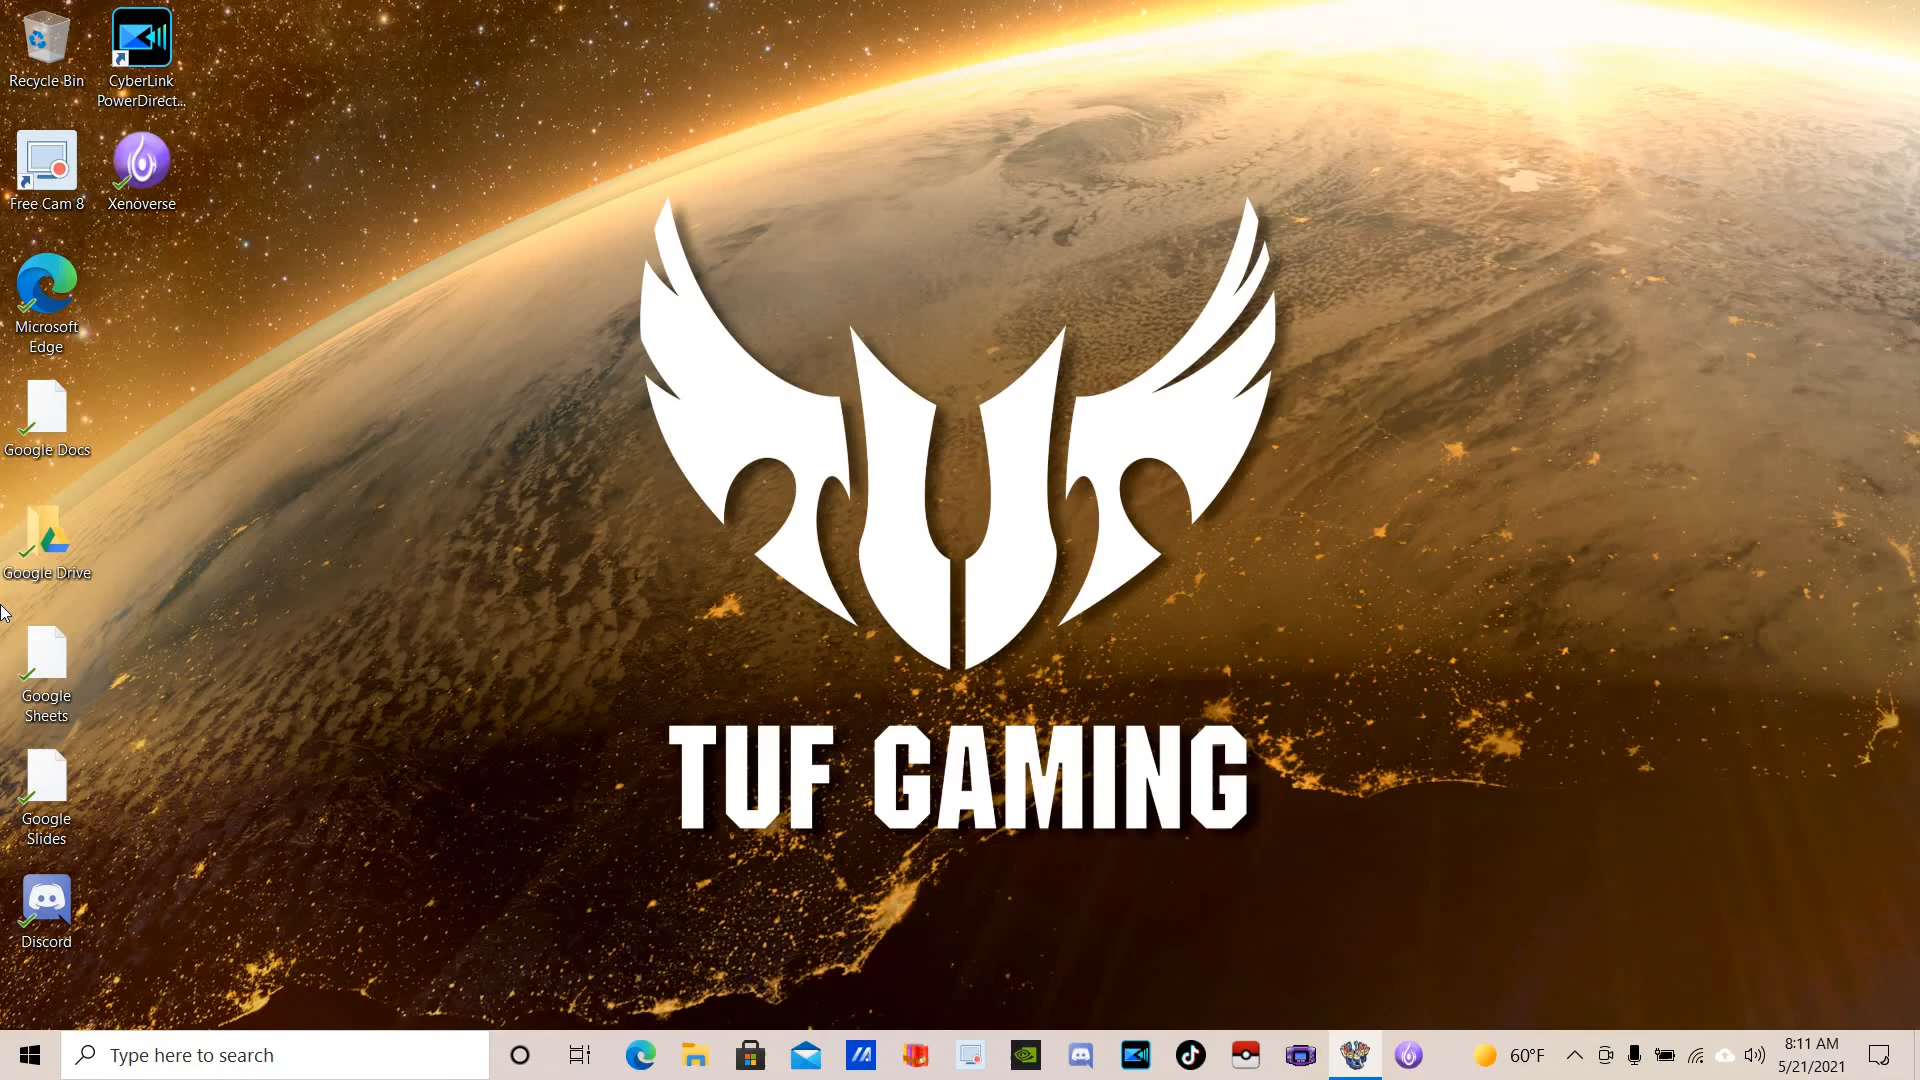 Recycle Bin
CyberLink
PowerDirect...
Free Cam 8
Xenoverse
Microsoft
Edge
Google Docs
Google Drive
Google
Sheets
Google
Slides
Discord
TUF GAMING
Type here to search
60°F
8:11 AM
5/21/2021